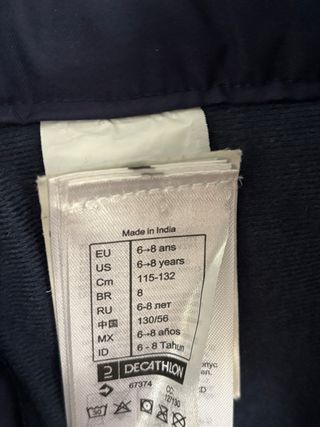 Made in India
EU 6→8 ans
US 6→8 years
Cm 115-132
BR 8
RU 6-8 лет
中国 130/56
MX 6→8 años
ID 6 - 8 Tahun
DECATHLON
67374